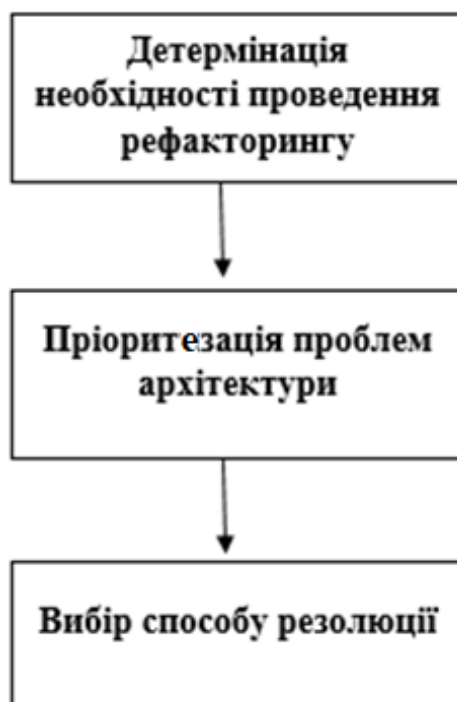 Детермінація
необхідності проведення
рефакторингу
Пріоритезація проблем
архітектури
Вибір способу резолюції